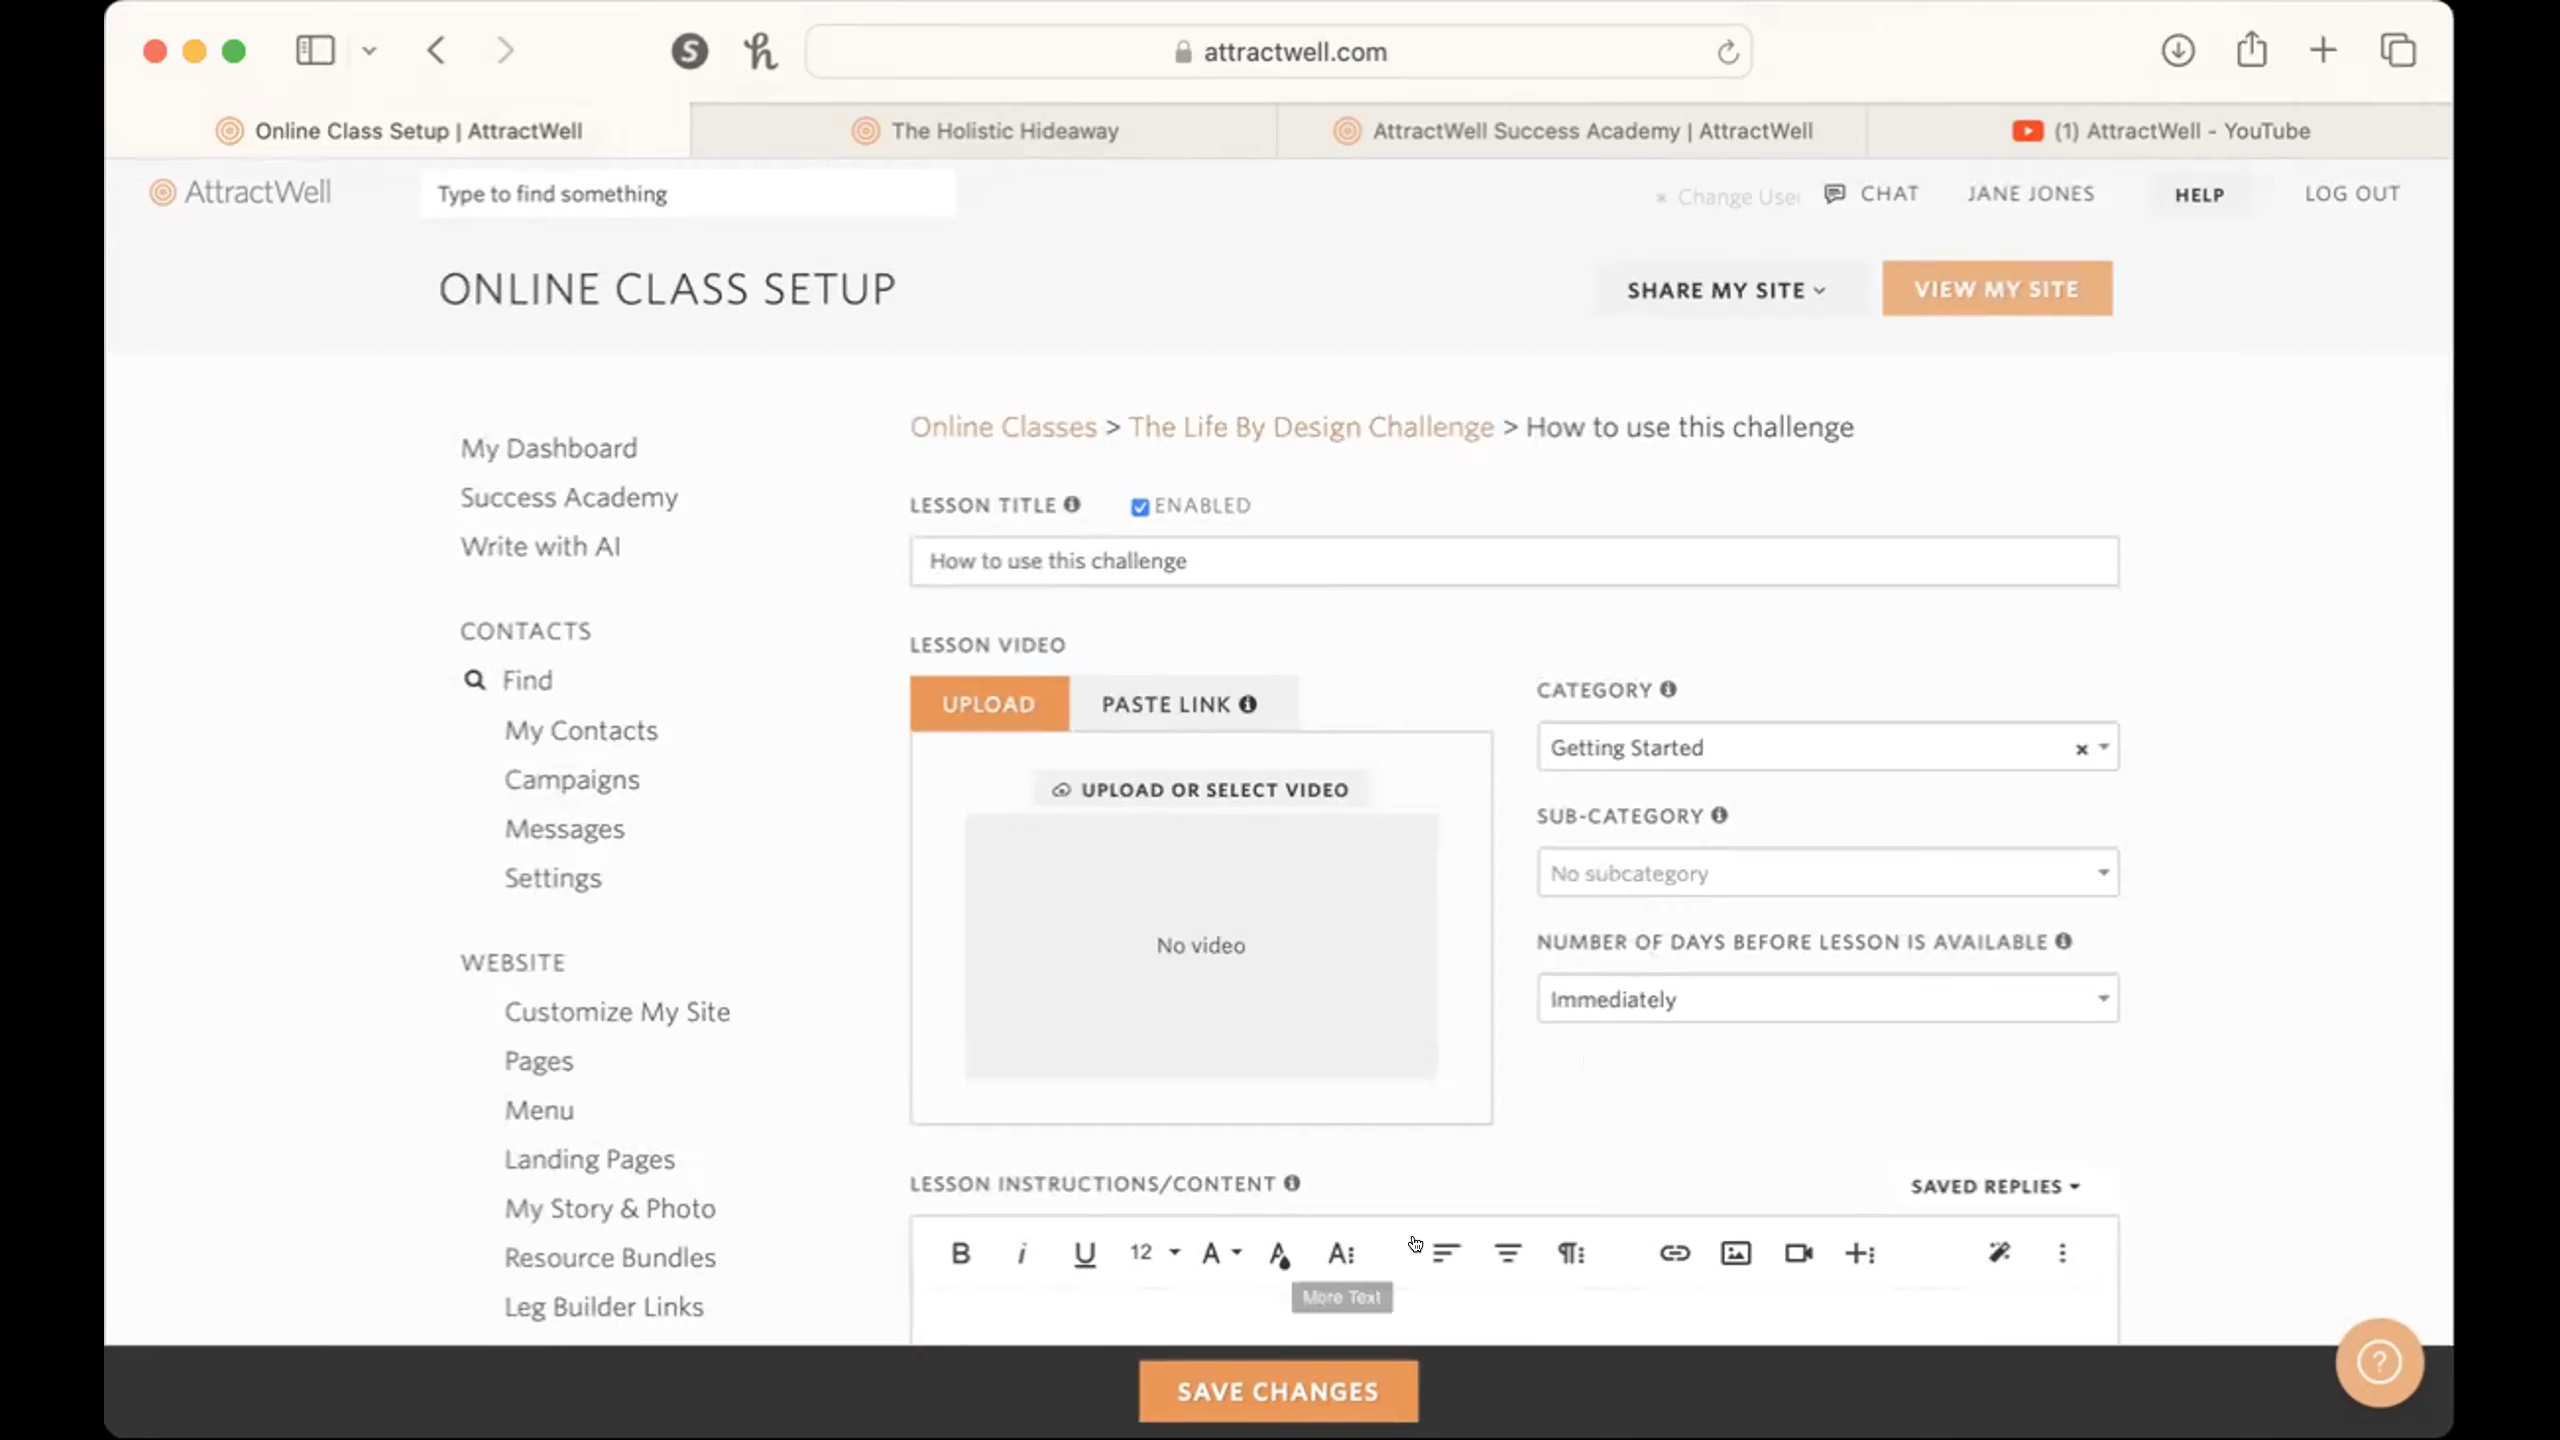 attractwell.com
Online Class Setup | AttractWell
The Holistic Hideaway
AttractWell Success Academy | AttractWell
(1) AttractWell - YouTube
AttractWell
Type to find something
× Change User
CHAT
JANE JONES
HELP
LOG OUT
ONLINE CLASS SETUP
SHARE MY SITE
VIEW MY SITE
My Dashboard
Success Academy
Write with AI
CONTACTS
Find
My Contacts
Campaigns
Messages
Settings
WEBSITE
Customize My Site
Pages
Menu
Landing Pages
My Story & Photo
Resource Bundles
Leg Builder Links
Online Classes > The Life By Design Challenge > How to use this challenge
LESSON TITLE
ENABLED
How to use this challenge
LESSON VIDEO
UPLOAD
PASTE LINK
UPLOAD OR SELECT VIDEO
No video
CATEGORY
Getting Started
SUB-CATEGORY
No subcategory
NUMBER OF DAYS BEFORE LESSON IS AVAILABLE
Immediately
LESSON INSTRUCTIONS/CONTENT
SAVED REPLIES
B i U 12 A A A
More Text
SAVE CHANGES